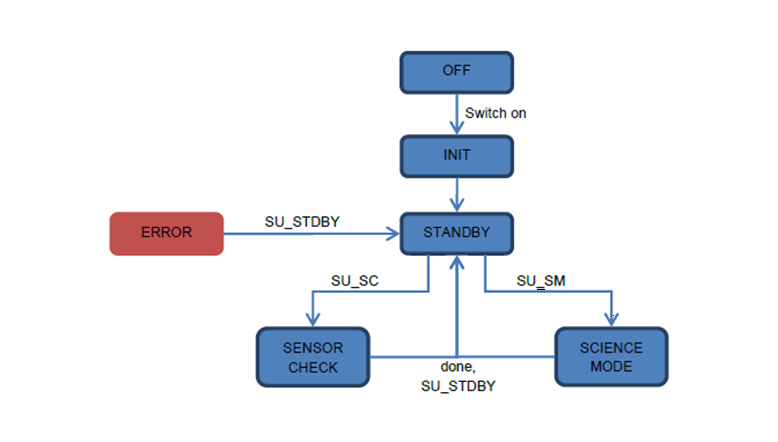 OFF
Switch on
INIT
SU_STDBY
ERROR
STANDBY
SU_SC
SU_SM
SENSOR
CHECK
SCIENCE
MODE
done,
SU_STDBY